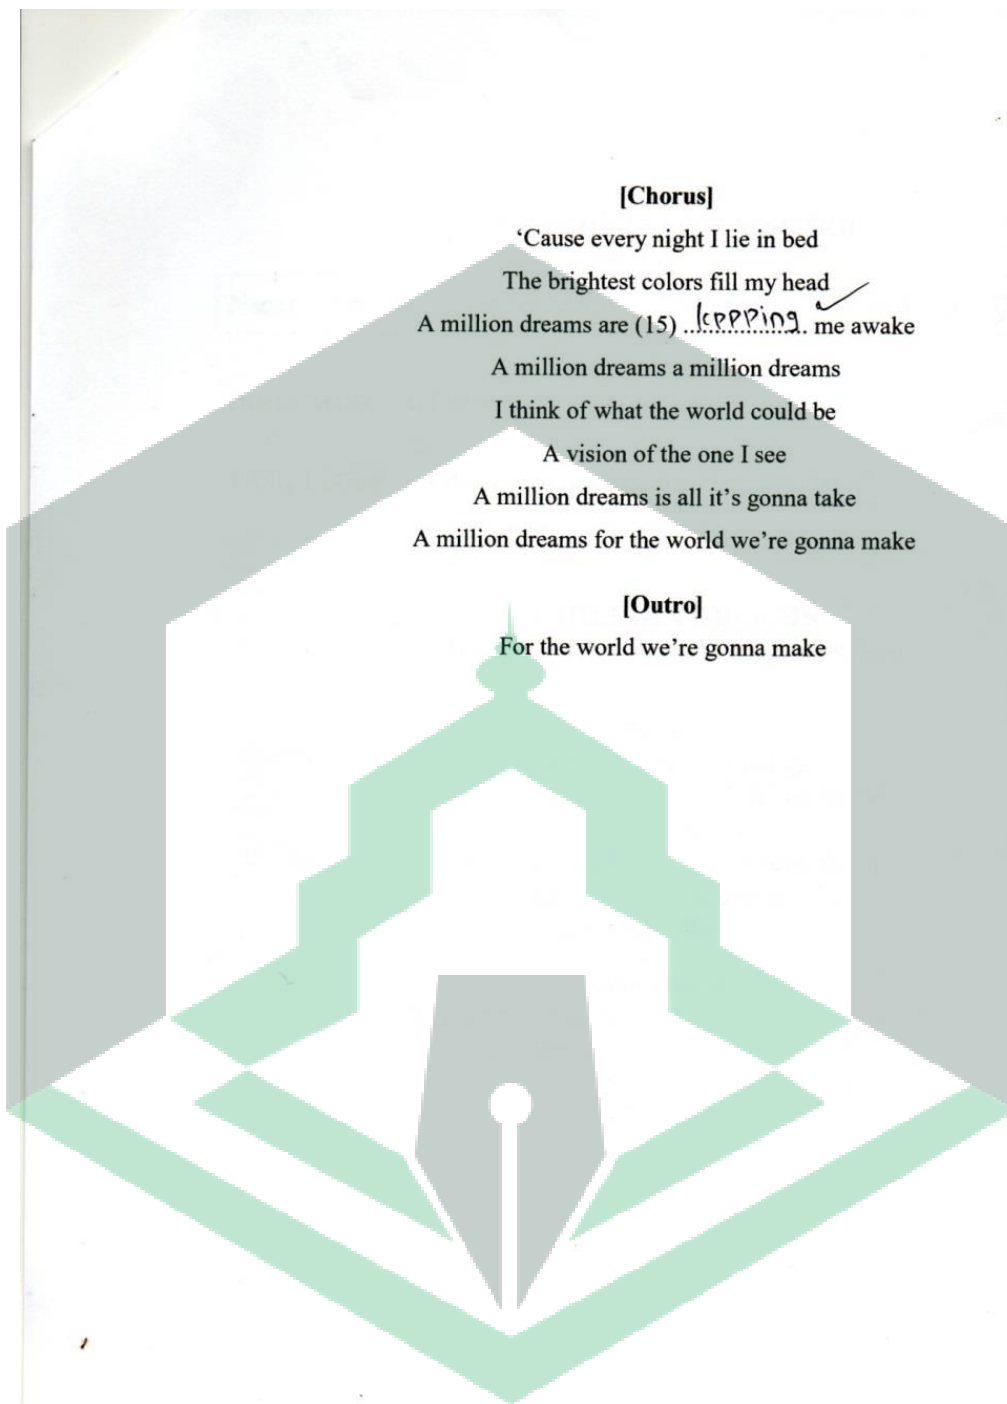 [Chorus]
‘Cause every night I lie in bed
The brightest colors fill my head
A million dreams are (15) ...keeping... me awake
A million dreams a million dreams
I think of what the world could be
A vision of the one I see
A million dreams is all it’s gonna take
A million dreams for the world we’re gonna make
[Outro]
For the world we’re gonna make